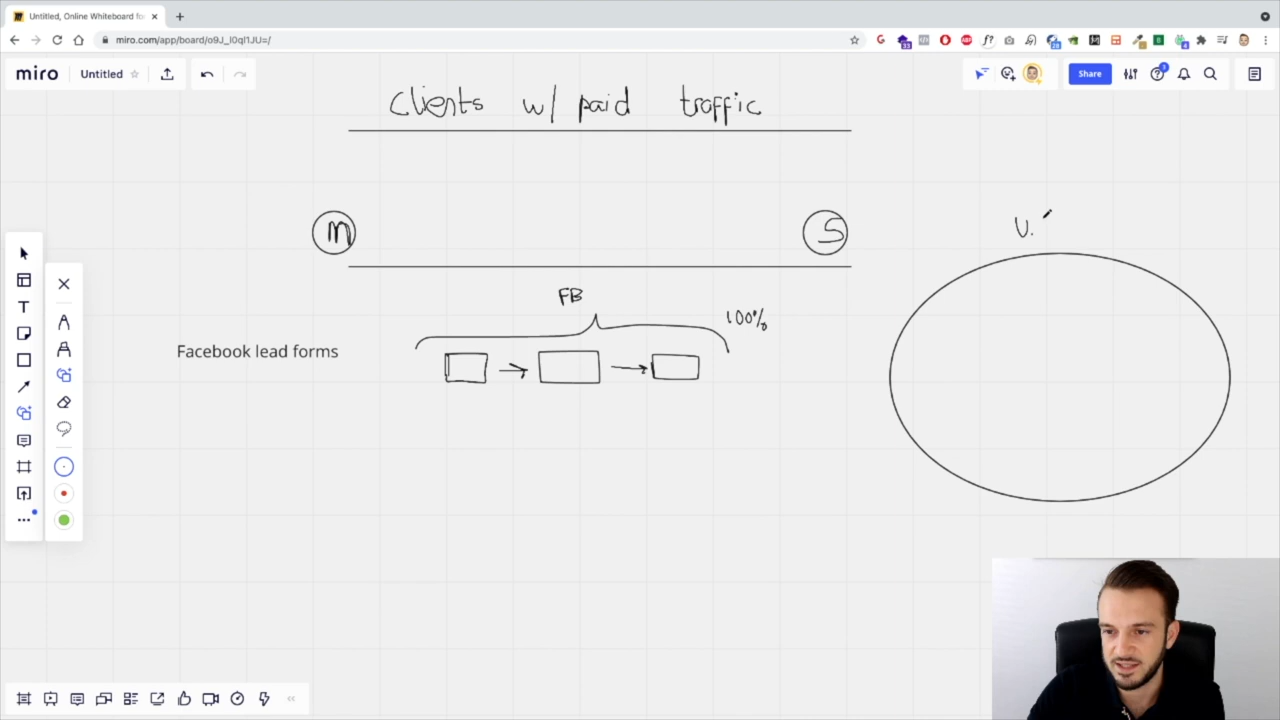 Untitled, Online Whiteboard fo
miro.com/app/board/o9J_l0ql1JU=/
miro
Untitled
Share
clients w/ paid traffic
M
S
U.
FB
100%
Facebook lead forms